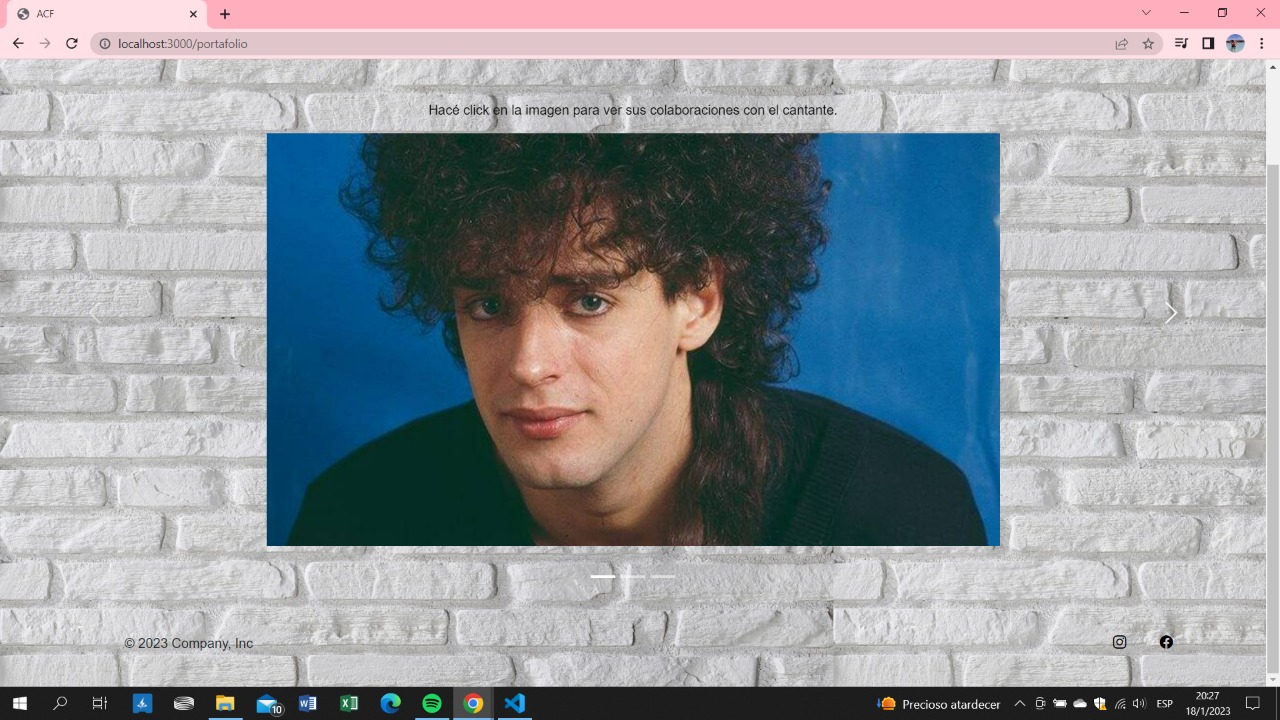 ACF
localhost:3000/portafolio
Hacé click en la imagen para ver sus colaboraciones con el cantante.
© 2023 Company, Inc
10
Precioso atardecer
ESP
20:27
18/1/2023